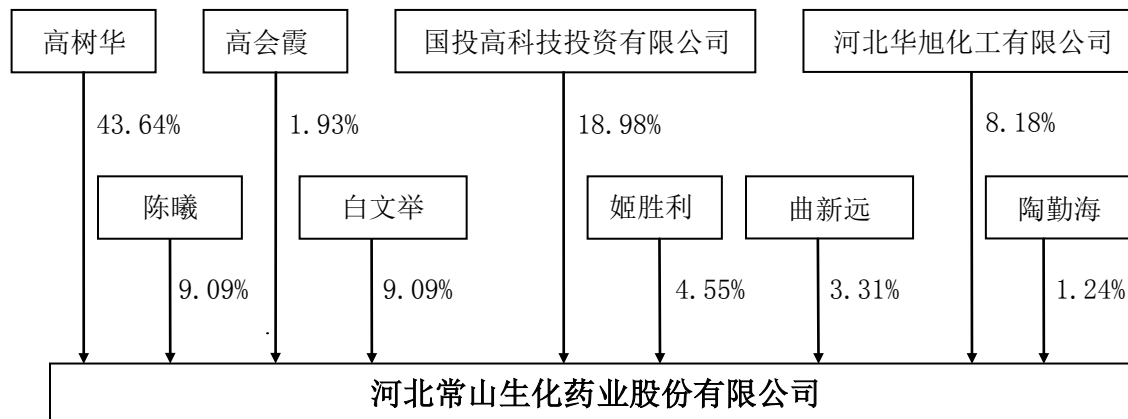 高树华 高会霞 国投高科技投资有限公司 河北华旭化工有限公司
43.64% 1.93% 18.98% 8.18%
陈曦 白文举 姬胜利 曲新远 陶勤海
9.09% 9.09% 4.55% 3.31% 1.24%
河北常山生化药业股份有限公司